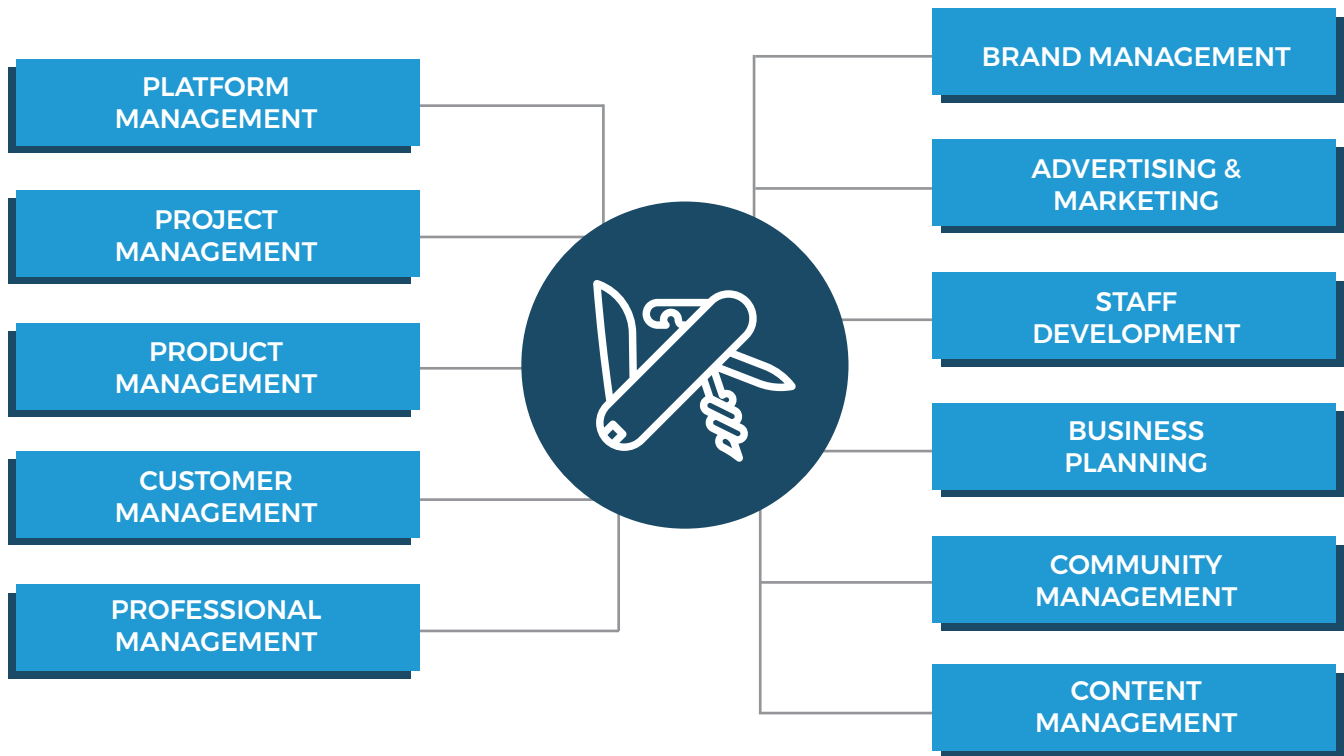 PLATFORM
MANAGEMENT
PROJECT
MANAGEMENT
PRODUCT
MANAGEMENT
CUSTOMER
MANAGEMENT
PROFESSIONAL
MANAGEMENT
BRAND MANAGEMENT
ADVERTISING &
MARKETING
STAFF
DEVELOPMENT
BUSINESS
PLANNING
COMMUNITY
MANAGEMENT
CONTENT
MANAGEMENT